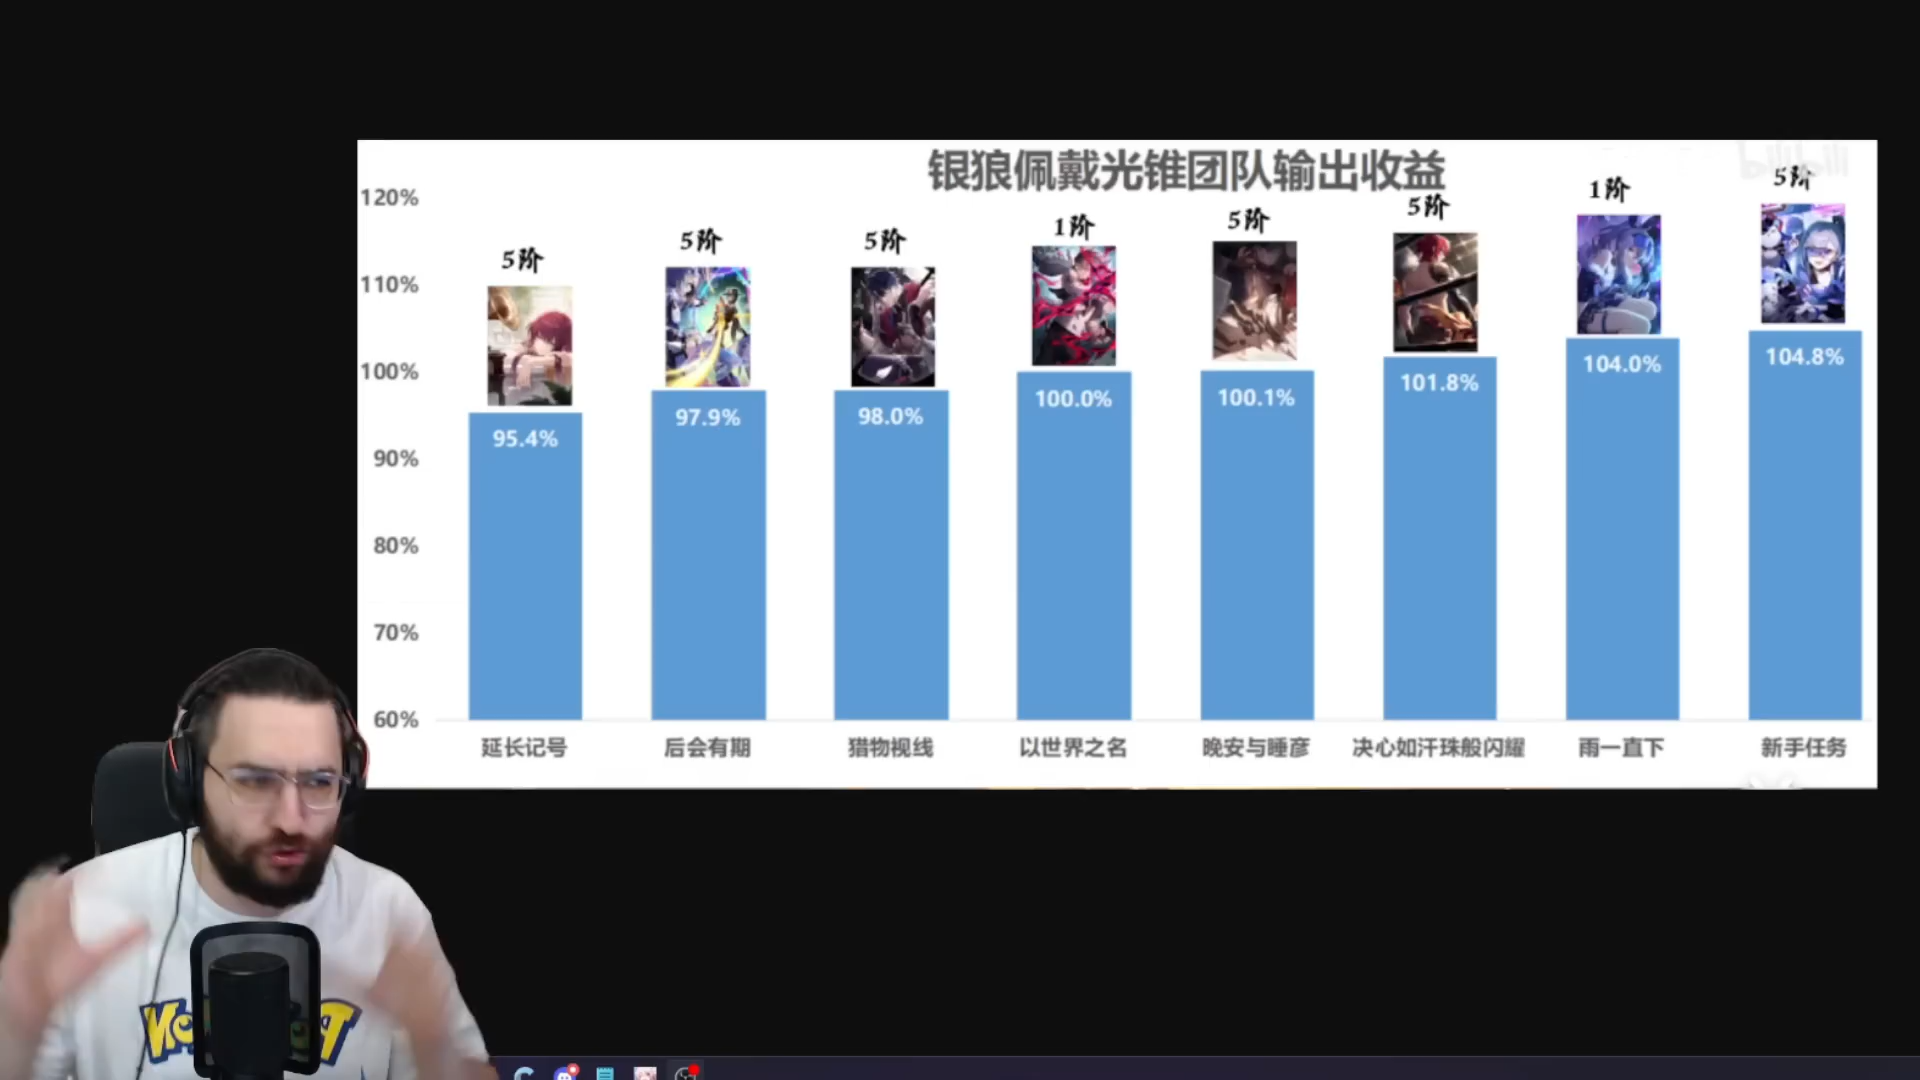 银狼佩戴光锥团队输出收益
bilibili
120%
110%
100%
90%
80%
70%
60%
5阶
5阶
5阶
1阶
5阶
5阶
1阶
5阶
95.4%
97.9%
98.0%
100.0%
100.1%
101.8%
104.0%
104.8%
延长记号
后会有期
猎物视线
以世界之名
晚安与睡彦
决心如汗珠般闪耀
雨一直下
新手任务